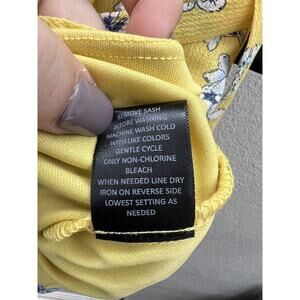 REMOVE SASH
BEFORE WASHING
MACHINE WASH COLD
WITH LIKE COLORS
GENTLE CYCLE
ONLY NON-CHLORINE
BLEACH
WHEN NEEDED LINE DRY
IRON ON REVERSE SIDE
LOWEST SETTING AS
NEEDED